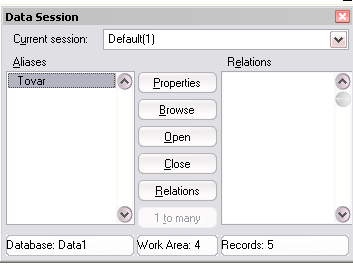 Data Session
Current session: Default(1)
Aliases Relations
Tovar
Properties
Browse
Open
Close
Relations
1 to many
Database: Data1 Work Area: 4 Records: 5